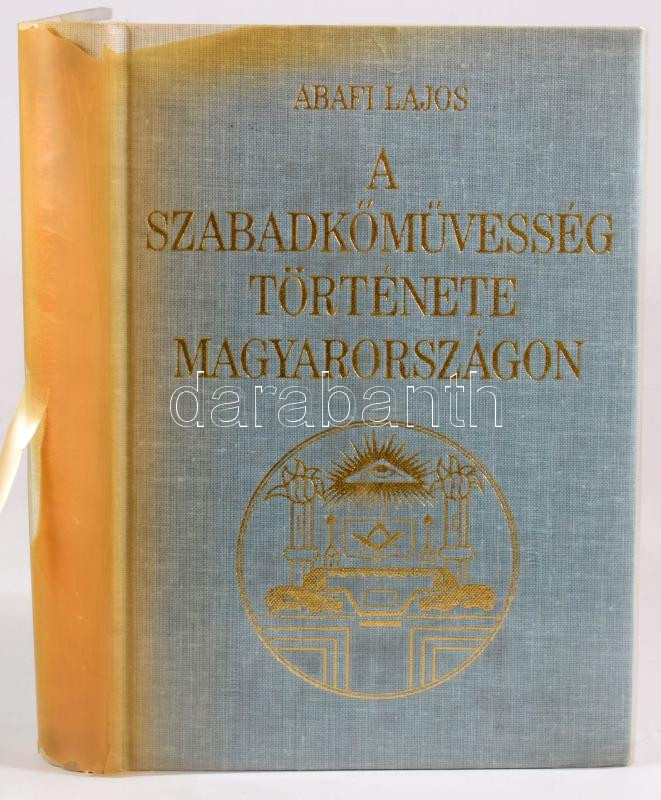 ABAFI LAJOS
A
SZABADKŐMŰVESSÉG
TÖRTÉNETE
MAGYARORSZÁGON
darabanth